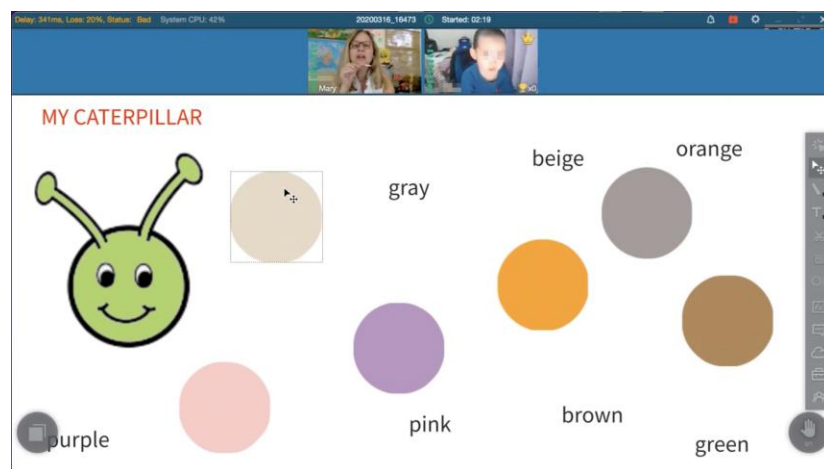 Delay: 341ms, Loss: 20%, Status: Bad System CPU: 42% 20200316_16473 Started: 02:19
Mary
x0
MY CATERPILLAR
beige
orange
gray
brown
pink
purple
green